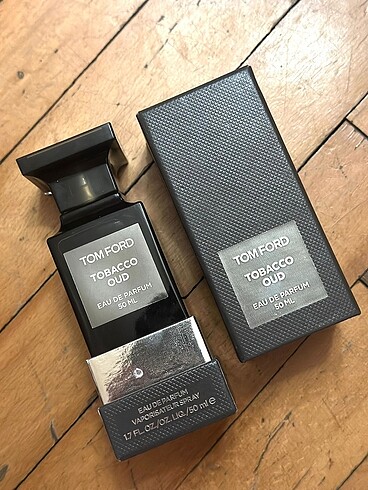 TOM FORD
TOBACCO
OUD
EAU DE PARFUM
50 ML
EAU DE PARFUM
VAPORISATEUR SPRAY
1.7 FL. OZ./OZ. LIQ./50 ml ℮
TOM FORD
TOBACCO
OUD
EAU DE PARFUM
50 ML